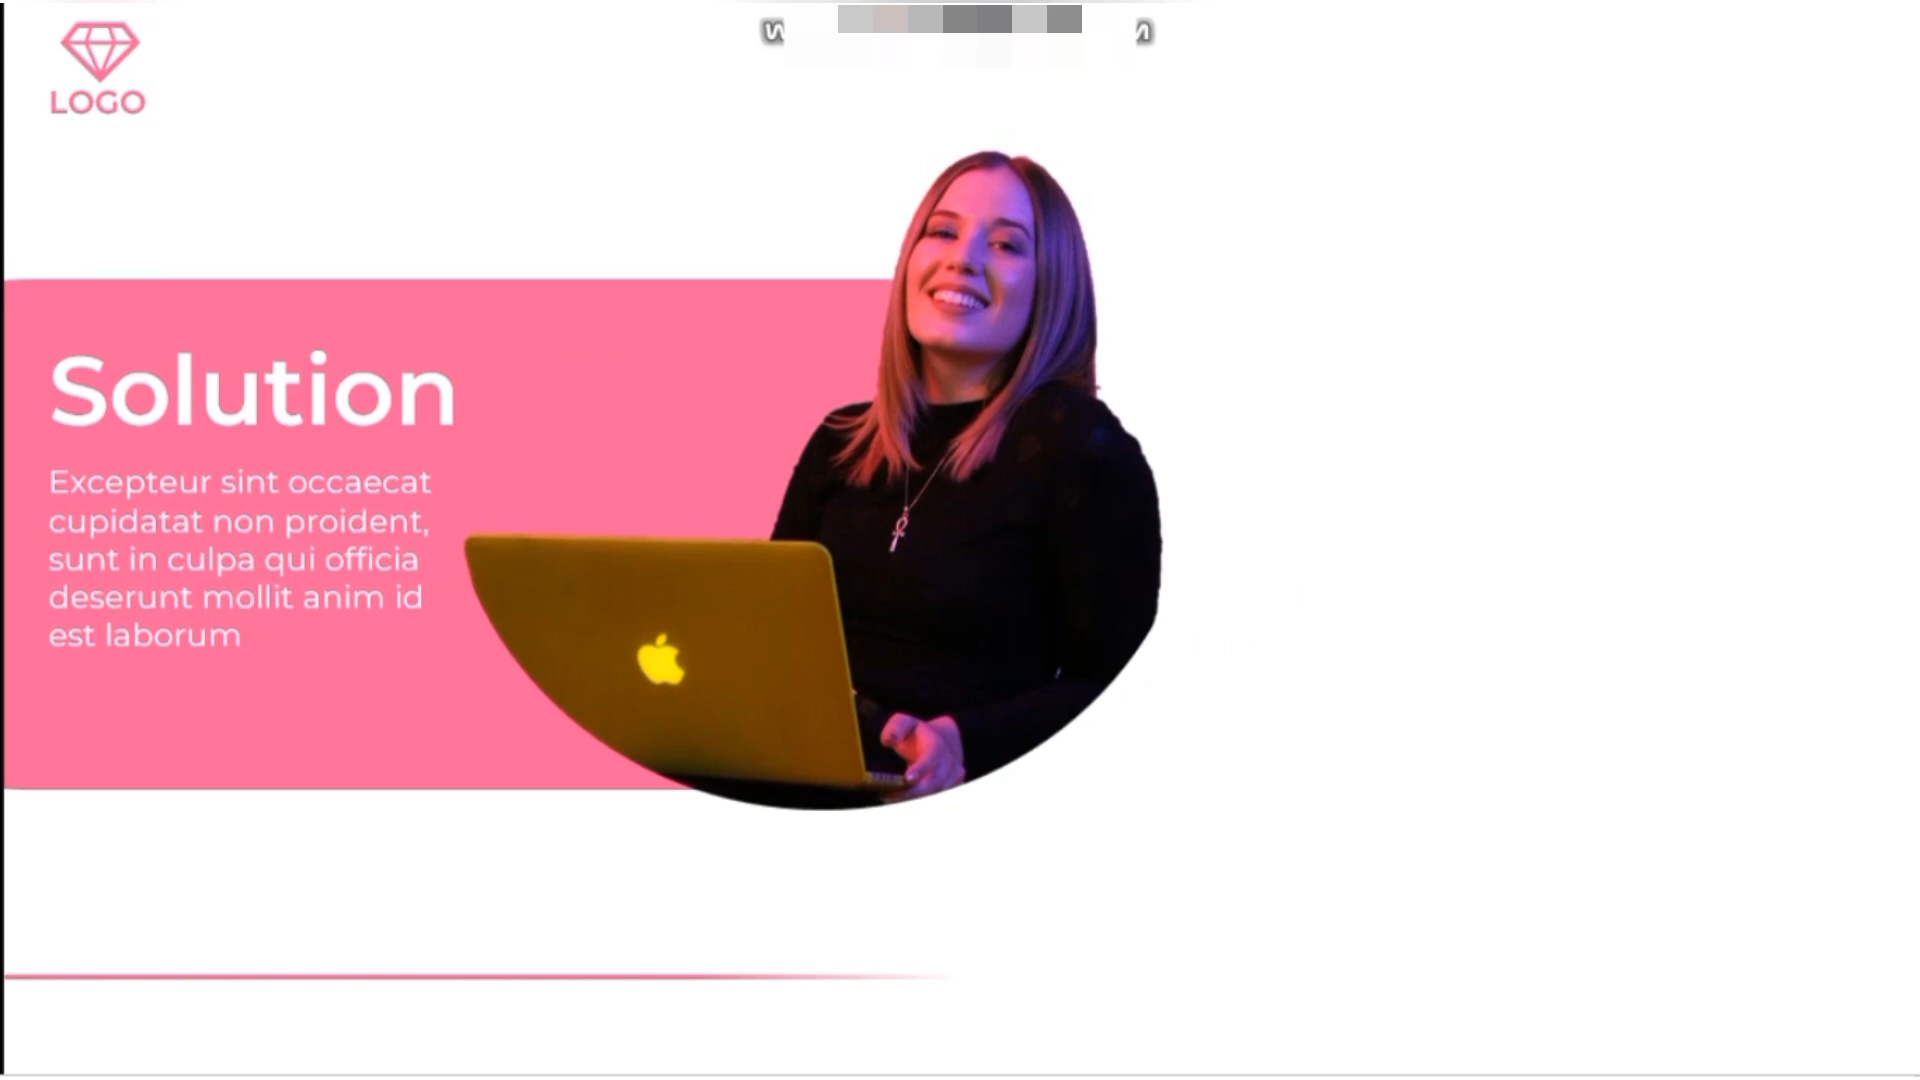 LOGO
Solution
Excepteur sint occaecat
cupidatat non proident,
sunt in culpa qui officia
deserunt mollit anim id
est laborum